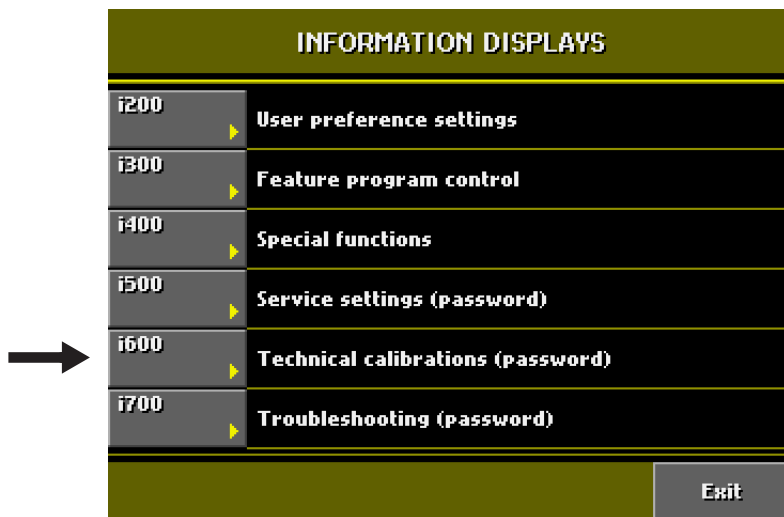 INFORMATION DISPLAYS
i200
User preference settings
i300
Feature program control
i400
Special functions
i500
Service settings (password)
i600
Technical calibrations (password)
i700
Troubleshooting (password)
Exit